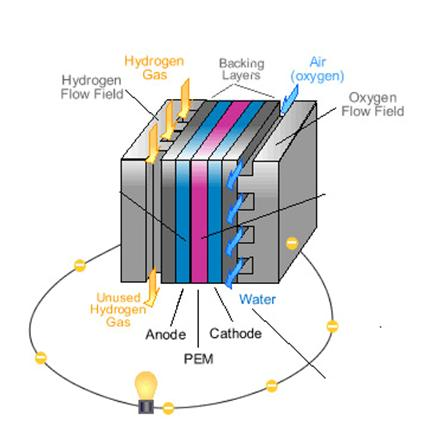 Hydrogen
Gas
Backing
Layers
Air
(oxygen)
Hydrogen
Flow Field
Oxygen
Flow Field
Unused
Hydrogen
Gas
Water
Anode
Cathode
PEM